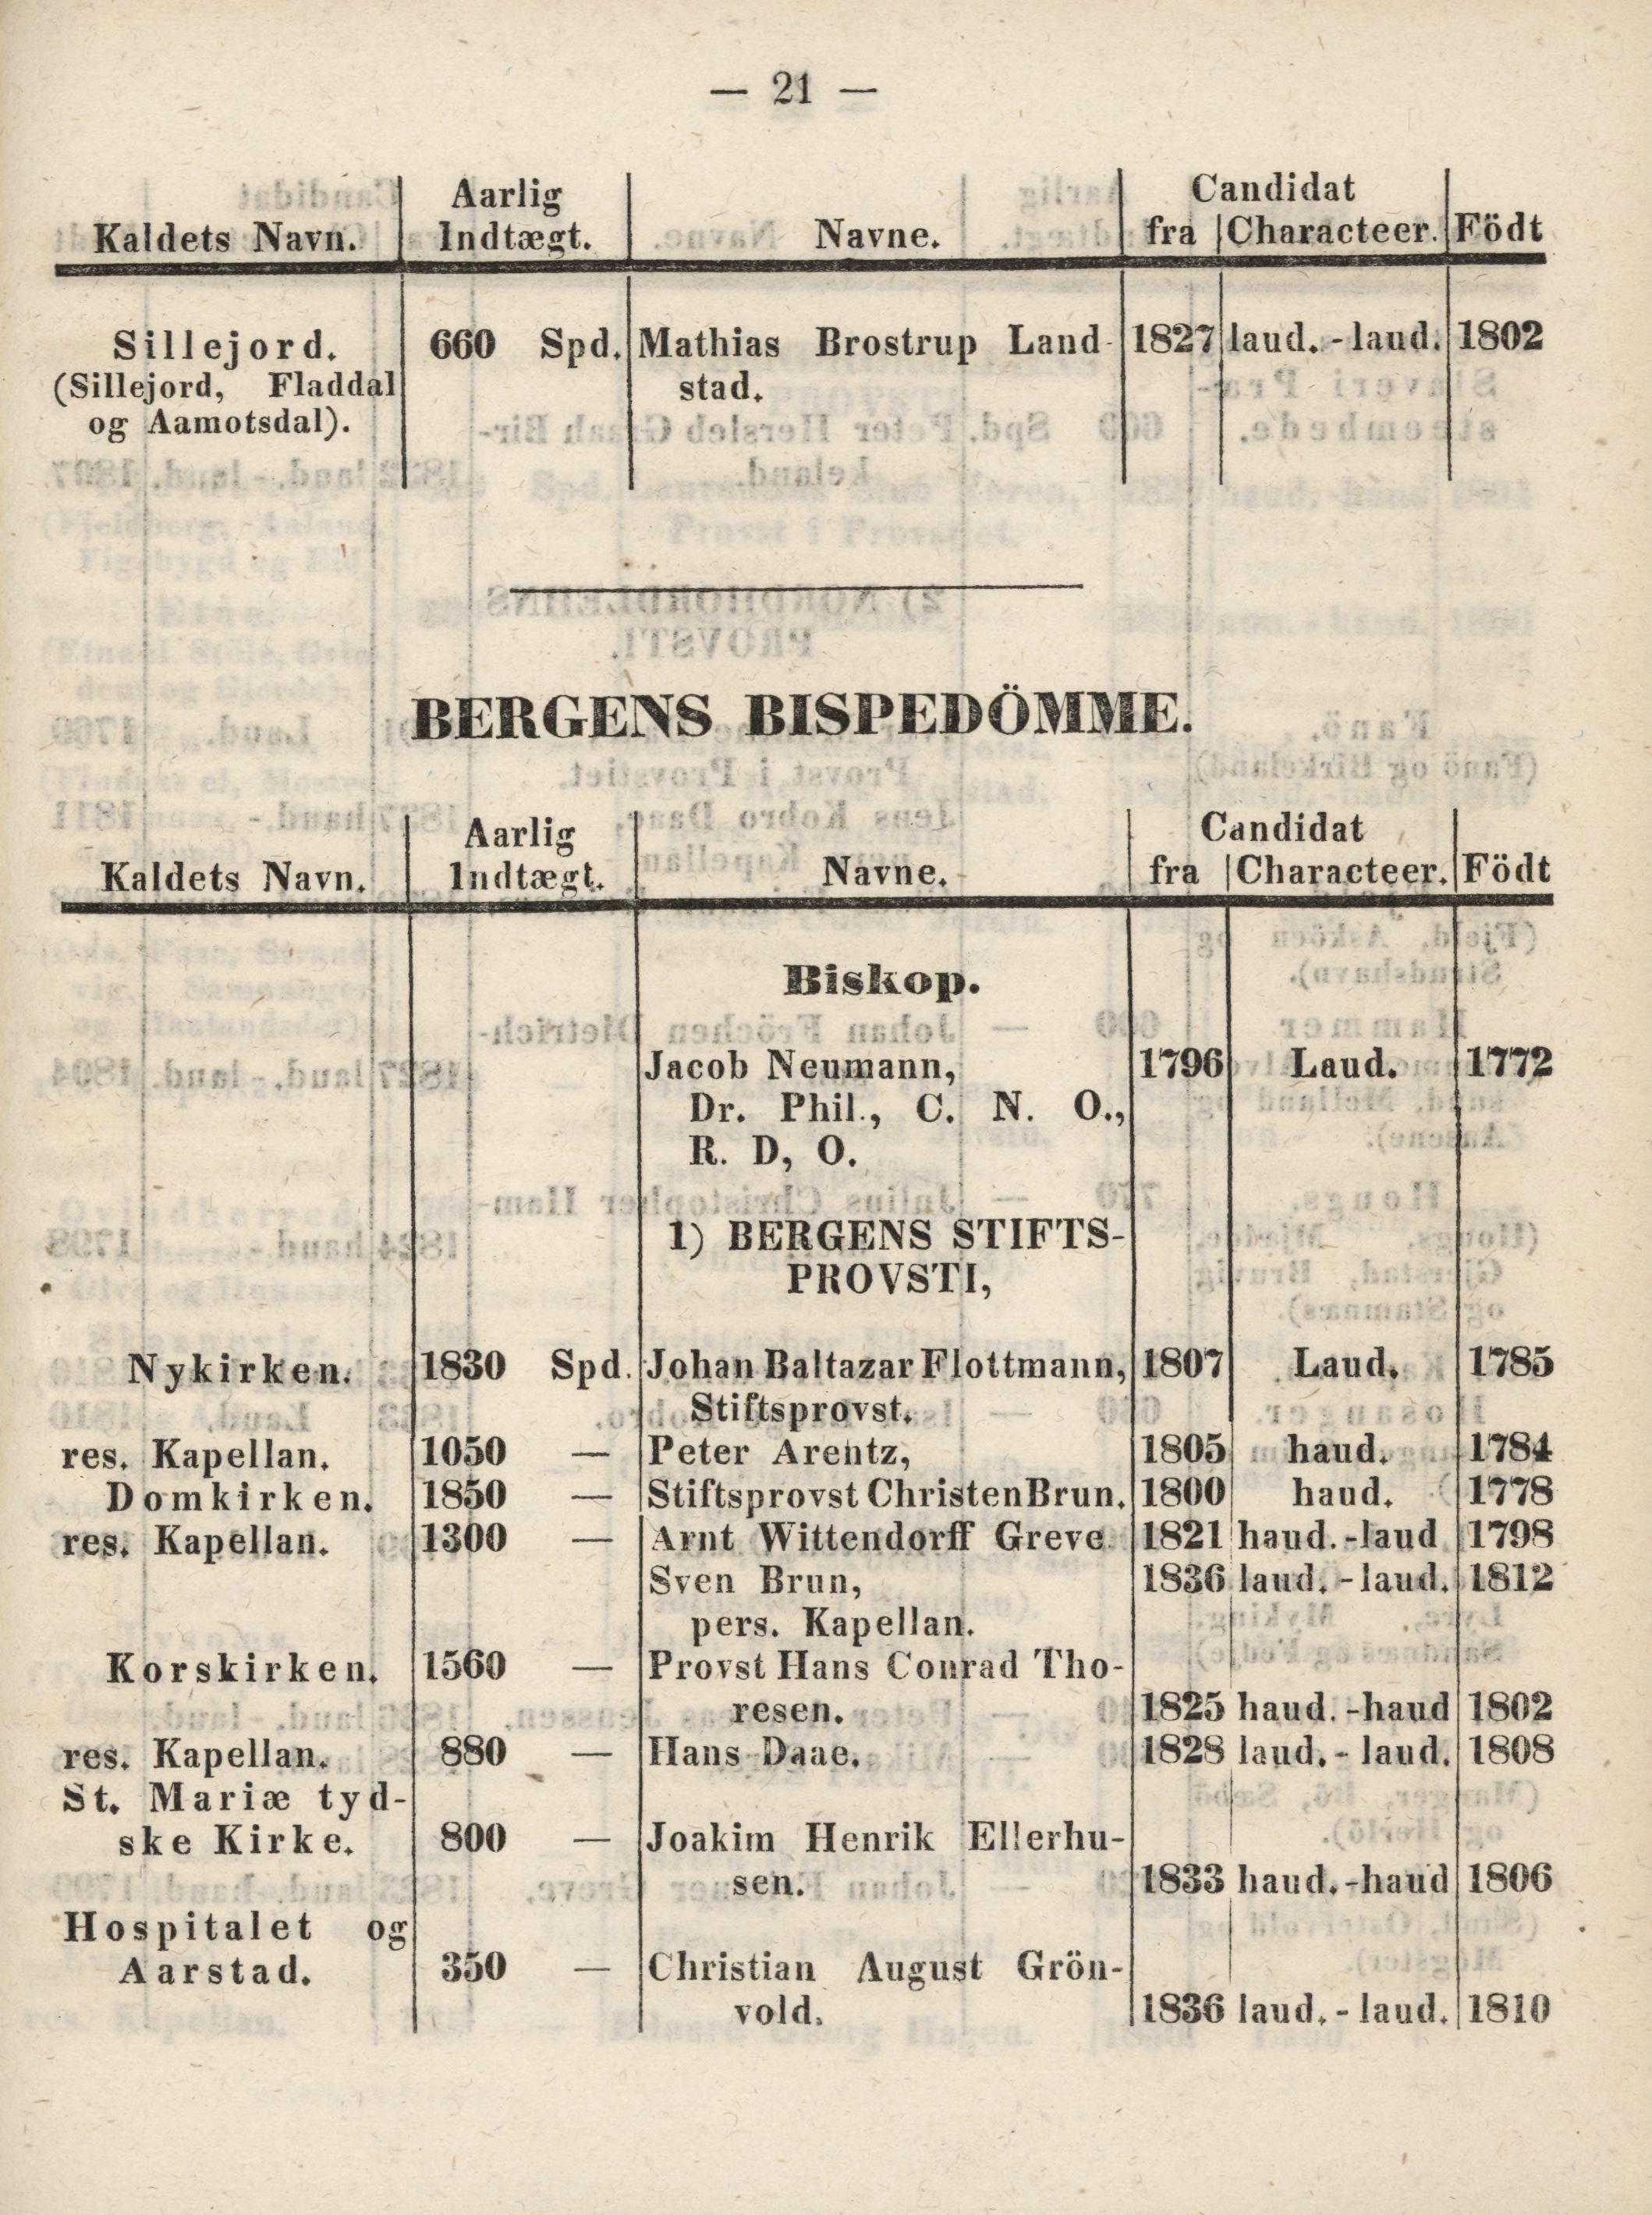 — 21 —
Aarlig Candidat
Kaldets Navn. Indtægt. Navne. fra Characteer. Födt
Sillejord. 660 Spd. Mathias Brostrup Land- 1827 laud. - laud. 1802
(Sillejord, Fladdal stad.
og Aamotsdal).
BERGENS BISPEDÖMME.
Aarlig Candidat
Kaldets Navn. Indtægt. Navne. fra Characteer. Födt
Biskop.
Jacob Neumann, 1796 Laud. 1772
Dr. Phil., C. N. O.,
R. D, O.
1) BERGENS STIFTS-
PROVSTI,
Nykirken. 1830 Spd. Johan Baltazar Flottmann, 1807 Laud. 1785
Stiftsprovst.
res. Kapellan. 1050 — Peter Arentz, 1805 haud. 1784
Domkirken. 1850 — Stiftsprovst Christen Brun. 1800 haud. 1778
res. Kapellan. 1300 — Arnt Wittendorff Greve. 1821 haud.-laud 1798
Sven Brun, 1836 laud. - laud. 1812
pers. Kapellan.
Korskirken. 1560 — Provst Hans Conrad Tho-
resen. 1825 haud. -haud 1802
res. Kapellan. 880 — Hans Daae. 1828 laud. - laud. 1808
St. Mariæ tyd-
ske Kirke. 800 — Joakim Henrik Ellerhu-
sen. 1833 haud.-haud 1806
Hospitalet og
Aarstad. 350 — Christian August Grön-
vold. 1836 laud. - laud. 1810